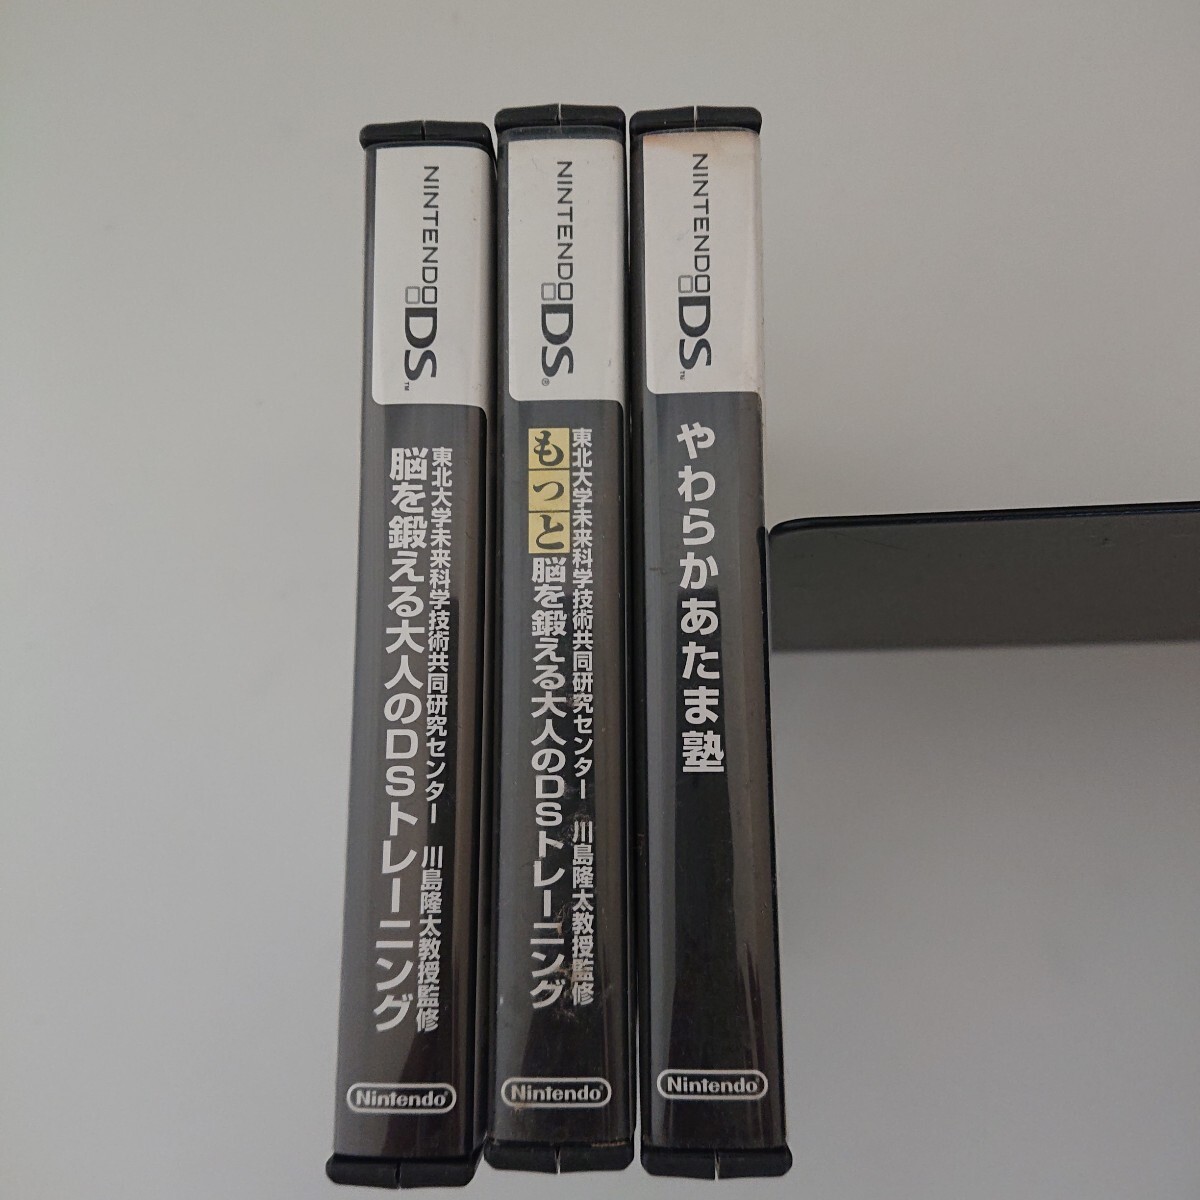 NINTENDO DS™
東北大学未来科学技術共同研究センター 川島隆太教授監修
脳を鍛える大人のDSトレーニング
Nintendo®
NINTENDO DS®
東北大学未来科学技術共同研究センター 川島隆太教授監修
もっと脳を鍛える大人のDSトレーニング
Nintendo®
NINTENDO DS™
やわらかあたま塾
Nintendo®